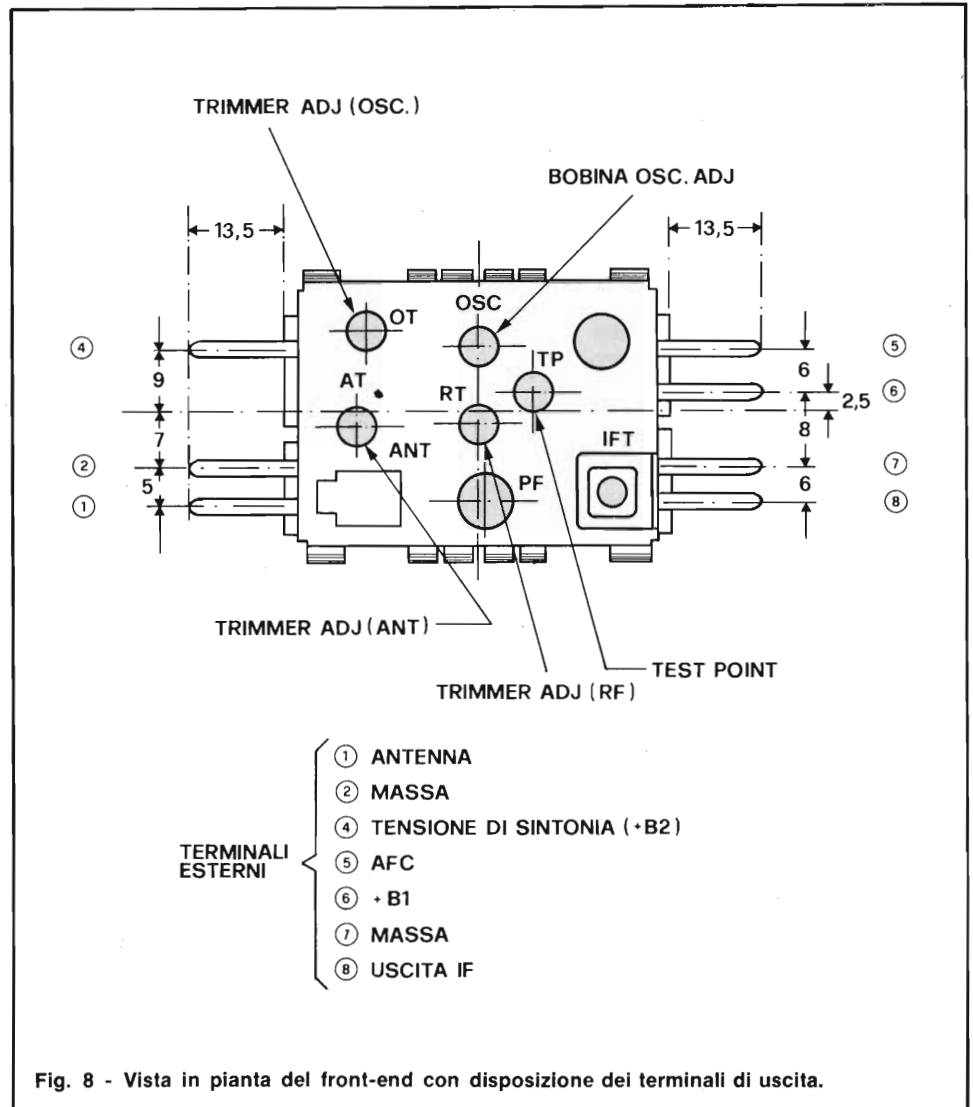 TRIMMER ADJ (OSC.)
BOBINA OSC. ADJ
13,5
13,5
OSC
OT
④
⑤
TP
6
9
AT
RT
⑥
2,5
7
8
ANT
IFT
②
⑦
5
PF
6
①
⑧
TRIMMER ADJ (ANT)
TEST POINT
TRIMMER ADJ (RF)
TERMINALI
ESTERNI
① ANTENNA
② MASSA
④ TENSIONE DI SINTONIA (+B2)
⑤ AFC
⑥ +B1
⑦ MASSA
⑧ USCITA IF
Fig. 8 - Vista in pianta del front-end con disposizione dei terminali di uscita.